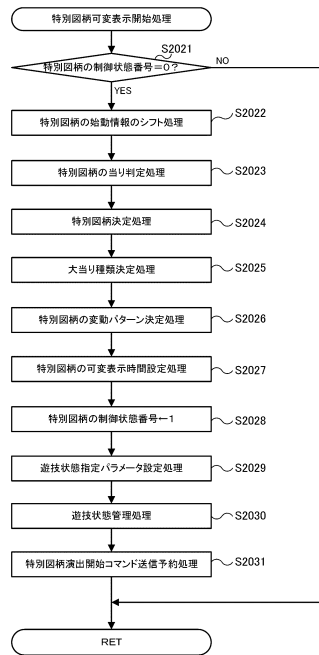 特別図柄可変表示開始処理
S2021
特別図柄の制御状態番号＝0？
NO
YES
特別図柄の始動情報のシフト処理
S2022
特別図柄の当り判定処理
S2023
特別図柄決定処理
S2024
大当り種類決定処理
S2025
特別図柄の変動パターン決定処理
S2026
特別図柄の可変表示時間設定処理
S2027
特別図柄の制御状態番号←1
S2028
遊技状態指定パラメータ設定処理
S2029
遊技状態管理処理
S2030
特別図柄演出開始コマンド送信予約処理
S2031
RET